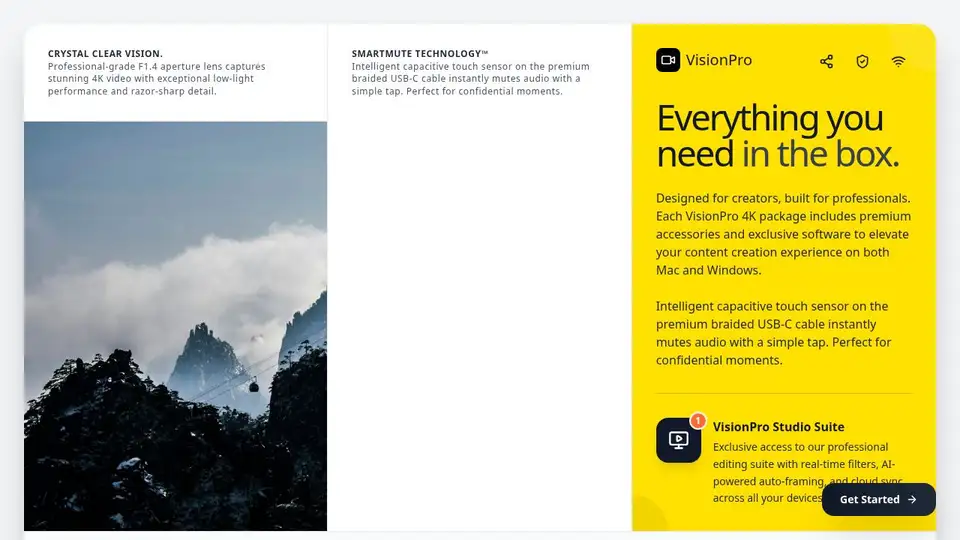 CRYSTAL CLEAR VISION.
Professional-grade F1.4 aperture lens captures
stunning 4K video with exceptional low-light
performance and razor-sharp detail.
SMARTMUTE TECHNOLOGY™
Intelligent capacitive touch sensor on the premium
braided USB-C cable instantly mutes audio with a
simple tap. Perfect for confidential moments.
VisionPro
Everything you
need in the box.
Designed for creators, built for professionals.
Each VisionPro 4K package includes premium
accessories and exclusive software to elevate
your content creation experience on both
Mac and Windows.
Intelligent capacitive touch sensor on the
premium braided USB-C cable instantly
mutes audio with a simple tap. Perfect for
confidential moments.
1
VisionPro Studio Suite
Exclusive access to our professional
editing suite with real-time filters, AI-
powered auto-framing, and cloud sync
across all your devices
Get Started →